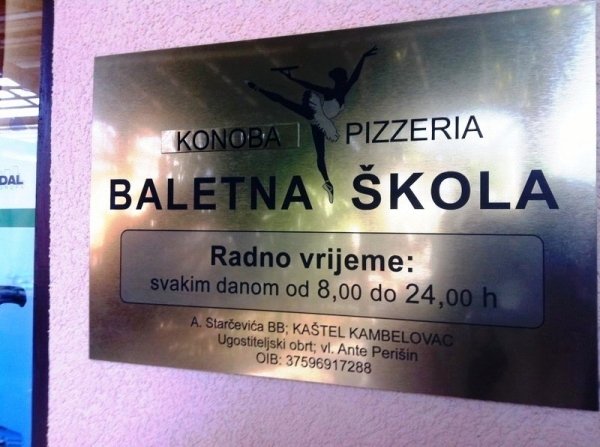 DAL
KONOBA PIZZERIA
BALETNA ŠKOLA
Radno vrijeme:
svakim danom od 8,00 do 24,00 h
A. Starčevića BB; KAŠTEL KAMBELOVAC
Ugostiteljski obrt; vl. Ante Perišin
OIB: 37596917288